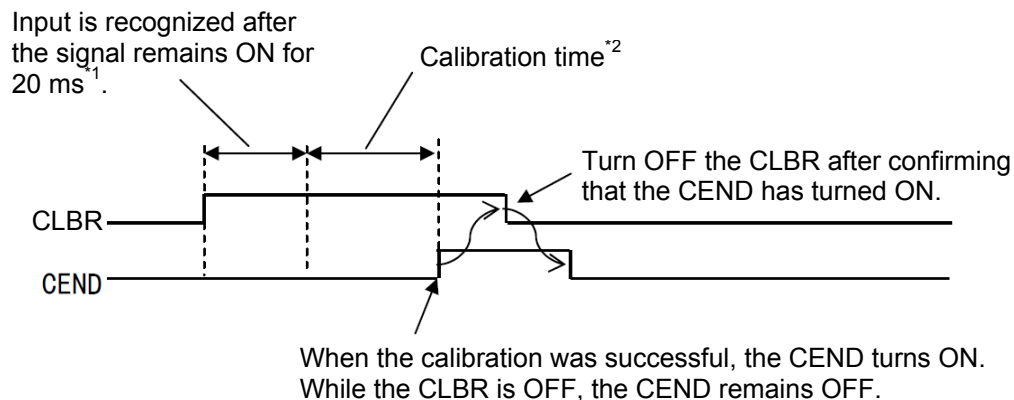 Input is recognized after
the signal remains ON for
20 ms*1.
Calibration time*2
Turn OFF the CLBR after confirming
that the CEND has turned ON.
CLBR
CEND
When the calibration was successful, the CEND turns ON.
While the CLBR is OFF, the CEND remains OFF.